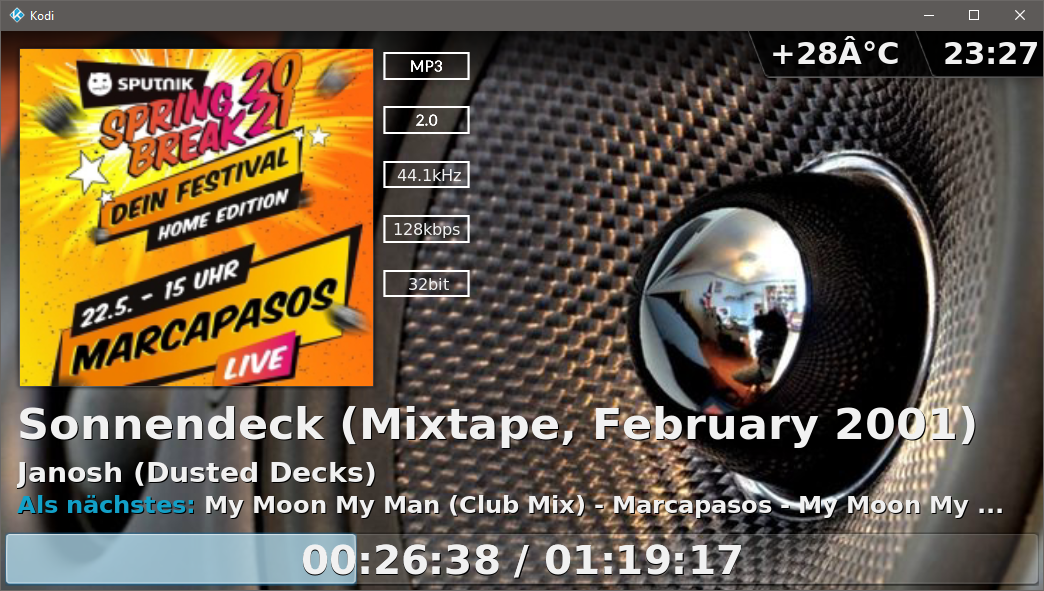 Kodi
+28Â°C
23:27
SPUTNIK
SPRING 20
BREAK 21
DEIN FESTIVAL
HOME EDITION
22.5. - 15 UHR
MARCAPASOS
LIVE
MP3
2.0
44.1kHz
128kbps
32bit
Sonnendeck (Mixtape, February 2001)
Janosh (Dusted Decks)
Als nächstes: My Moon My Man (Club Mix) - Marcapasos - My Moon My ...
00:26:38 / 01:19:17